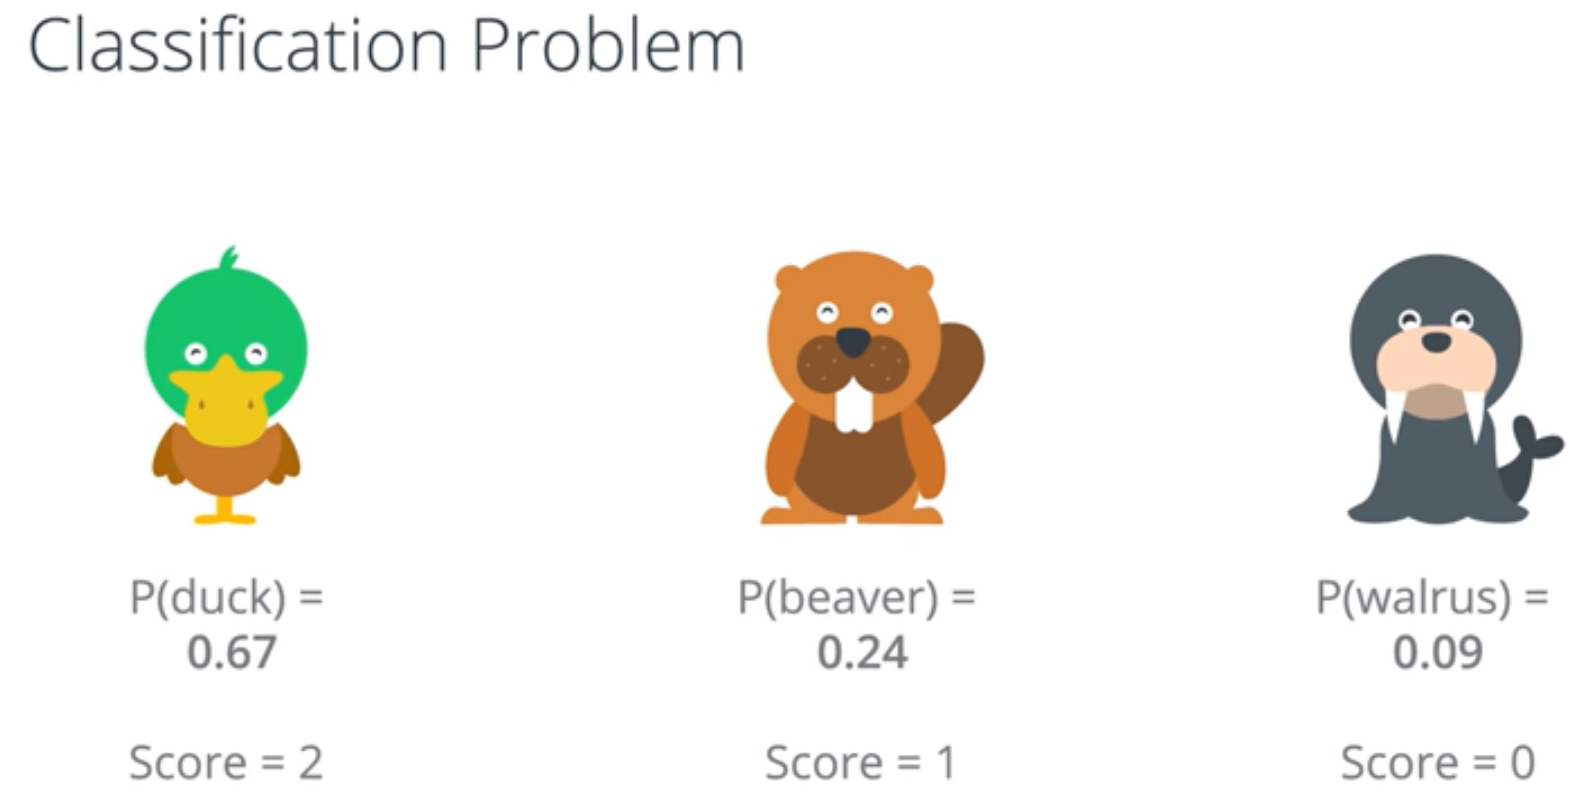 Classification Problem
P(duck) =
0.67
Score = 2
P(beaver) =
0.24
Score = 1
P(walrus) =
0.09
Score = 0